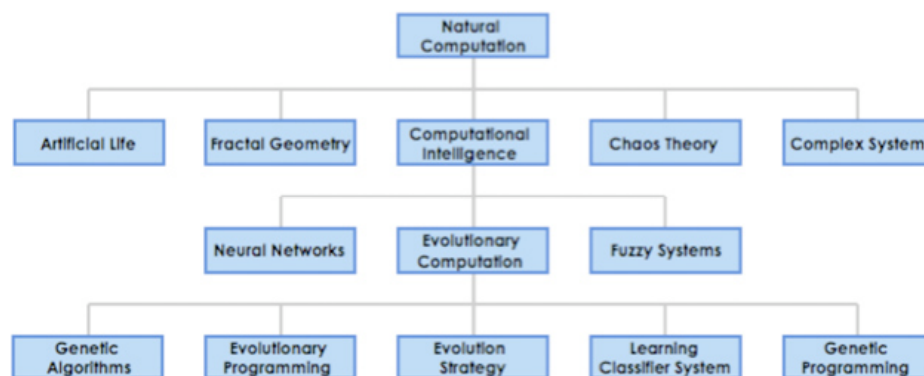 Natural
Computation
Artificial Life
Fractal Geometry
Computational
Intelligence
Chaos Theory
Complex System
Neural Networks
Evolutionary
Computation
Fuzzy Systems
Genetic
Algorithms
Evolutionary
Programming
Evolution
Strategy
Learning
Classifier System
Genetic
Programming